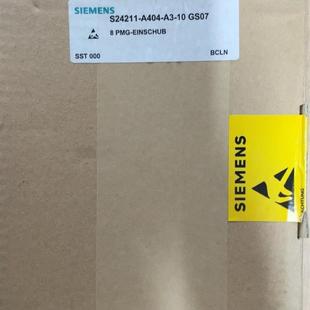 SIEMENS
S24211-A404-A3-10 GS07
8 PMG-EINSCHUB
SST 000
BCLN
SIEMENS
ACHTUNG